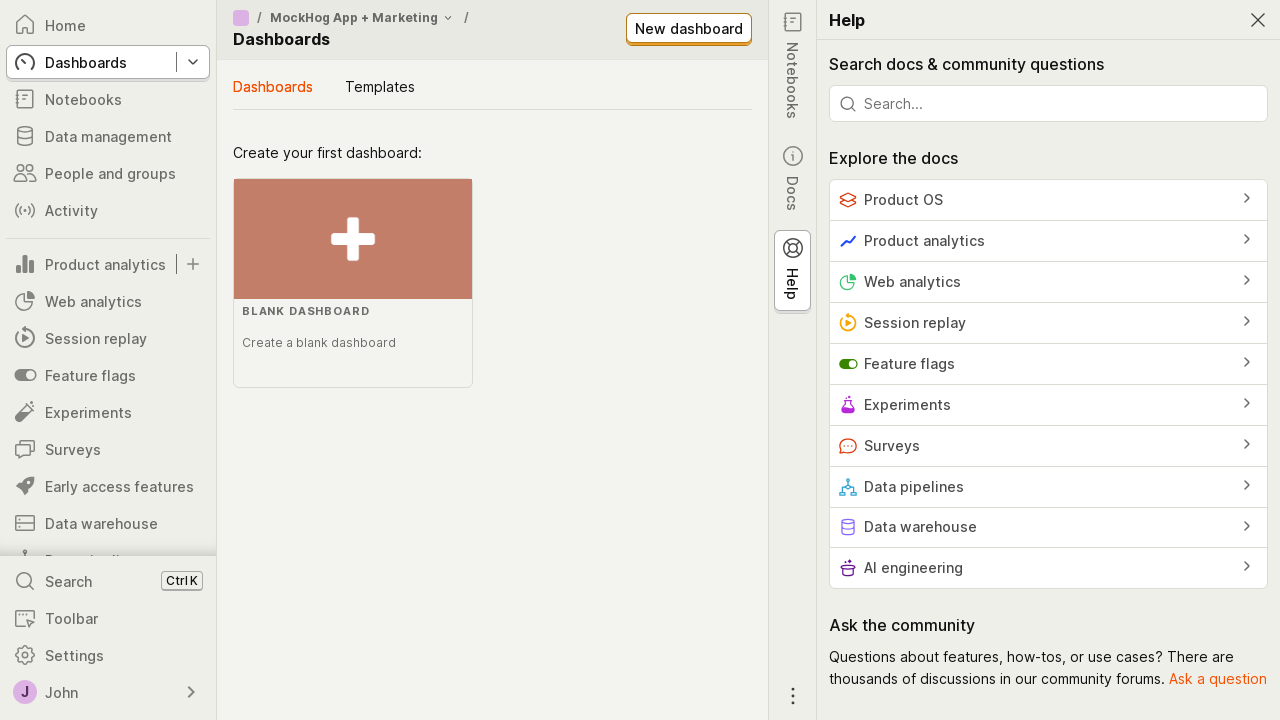 Home
Dashboards
Notebooks
Data management
People and groups
Activity
Product analytics
Web analytics
Session replay
Feature flags
Experiments
Surveys
Early access features
Data warehouse
Search Ctrl K
Toolbar
Settings
J John
/ MockHog App + Marketing /
Dashboards
New dashboard
Dashboards Templates
Create your first dashboard:
BLANK DASHBOARD
Create a blank dashboard
Notebooks
Docs
Help
Help
Search docs & community questions
Search...
Explore the docs
Product OS
Product analytics
Web analytics
Session replay
Feature flags
Experiments
Surveys
Data pipelines
Data warehouse
AI engineering
Ask the community
Questions about features, how-tos, or use cases? There are
thousands of discussions in our community forums. Ask a question